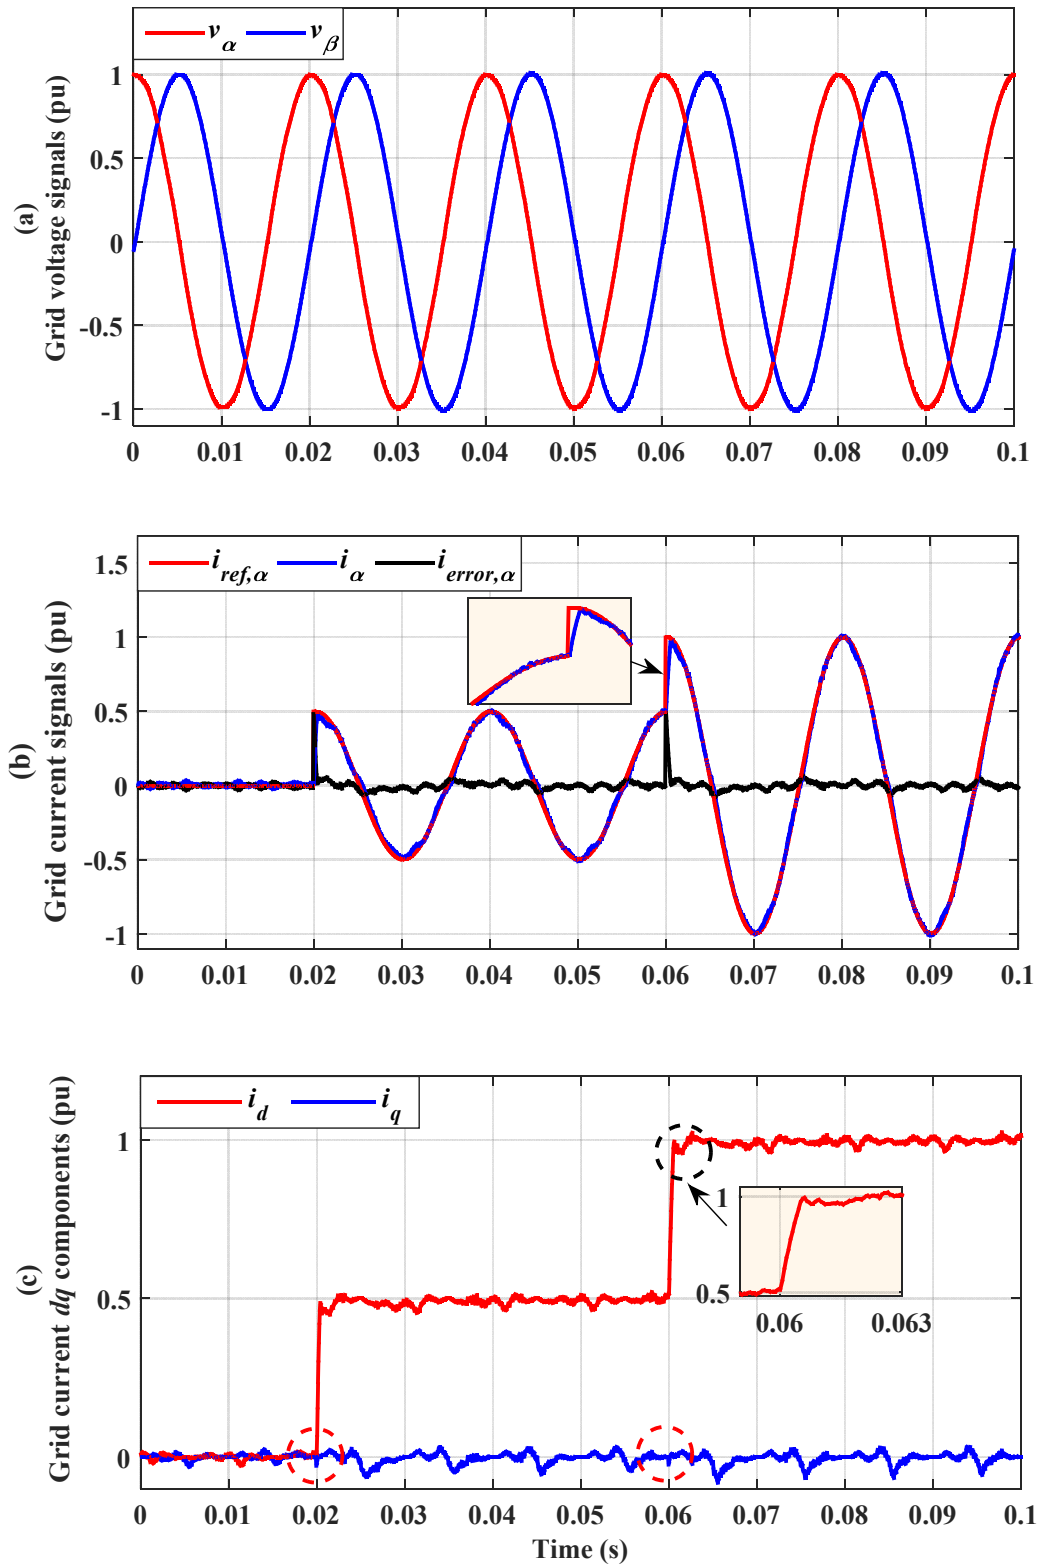 v_α v_β
1
0.5
0
-0.5
-1
0 0.01 0.02 0.03 0.04 0.05 0.06 0.07 0.08 0.09 0.1
(a)
Grid voltage signals (pu)
i_ref,α i_α i_error,α
1.5
1
0.5
0
-0.5
-1
0 0.01 0.02 0.03 0.04 0.05 0.06 0.07 0.08 0.09 0.1
(b)
Grid current signals (pu)
i_d i_q
1
0.5
0
1
0.5
0.06 0.063
0 0.01 0.02 0.03 0.04 0.05 0.06 0.07 0.08 0.09 0.1
Time (s)
(c)
Grid current dq components (pu)